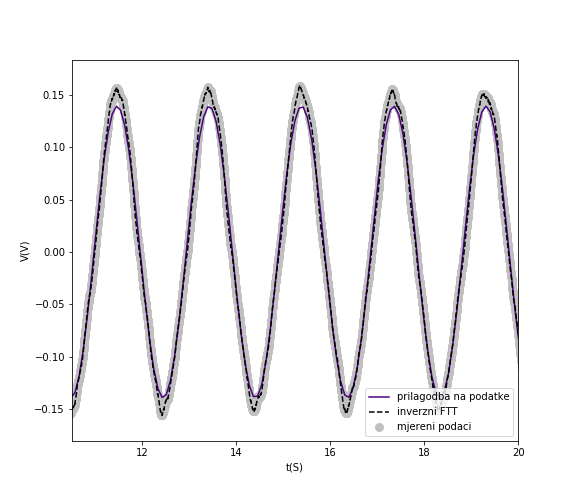 0.15
0.10
0.05
0.00
−0.05
−0.10
−0.15
V(V)
12
14
16
18
20
t(S)
prilagodba na podatke
inverzni FTT
mjereni podaci